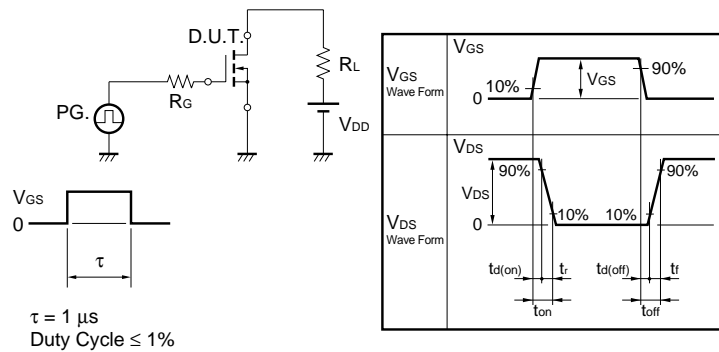 D.U.T.
RL
RG
PG.
VDD
VGS
0
τ
τ = 1 μs
Duty Cycle ≤ 1%
VGS
Wave Form
VGS
10%
VGS
90%
0
VDS
Wave Form
VDS
90%
VDS
90%
10%
10%
0
td(on)
tr
td(off)
tf
ton
toff